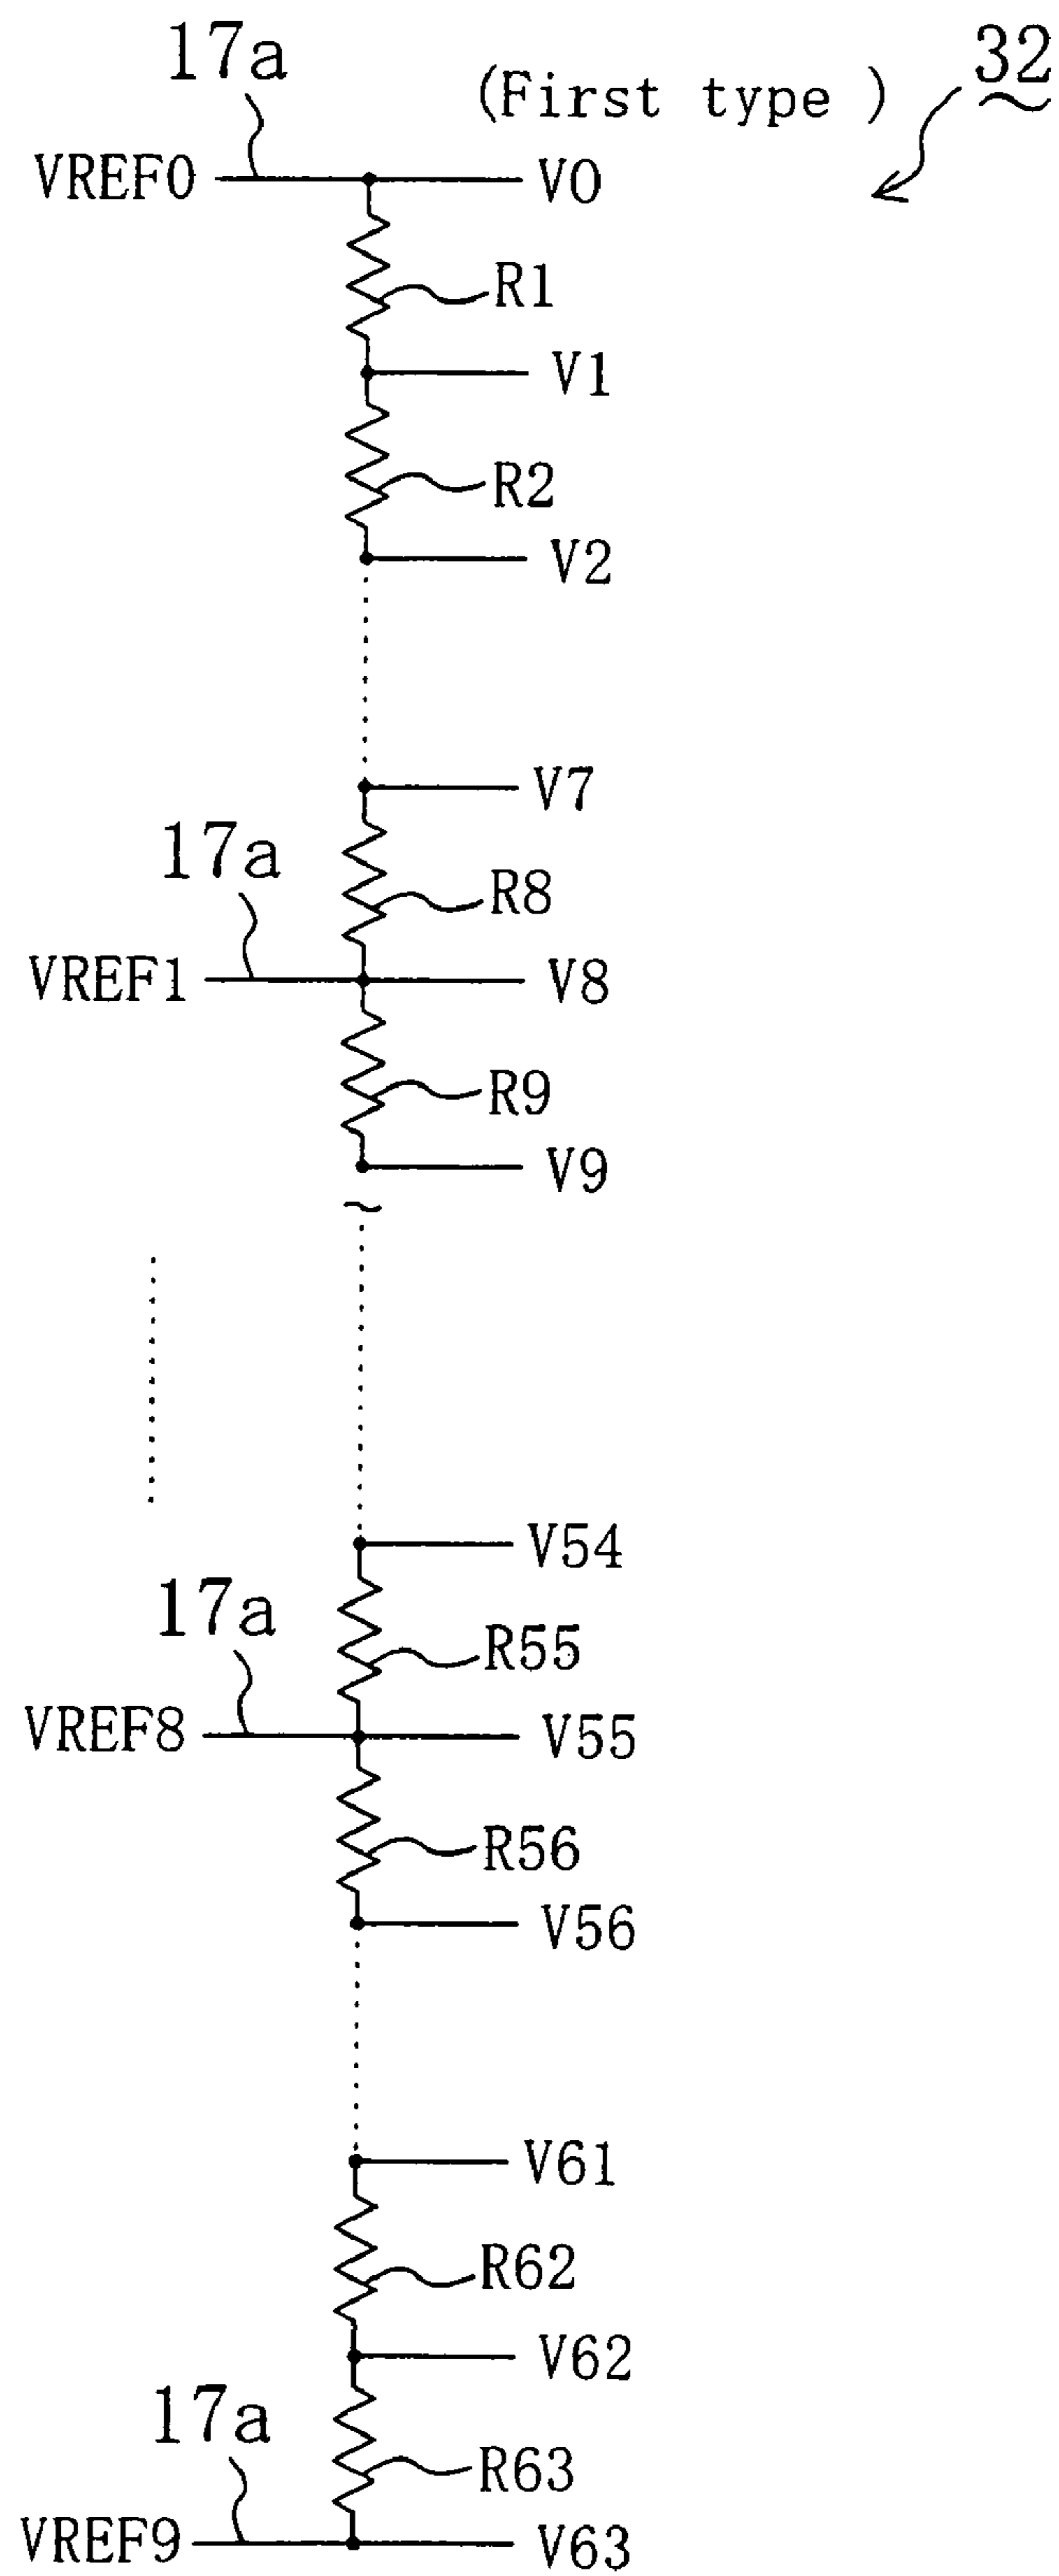 17a (First type ) 32
VREF0 V0
R1
V1
R2
V2
V7
17a
R8
VREF1 V8
R9
V9
V54
17a
R55
VREF8 V55
R56
V56
V61
R62
V62
17a
R63
VREF9 V63